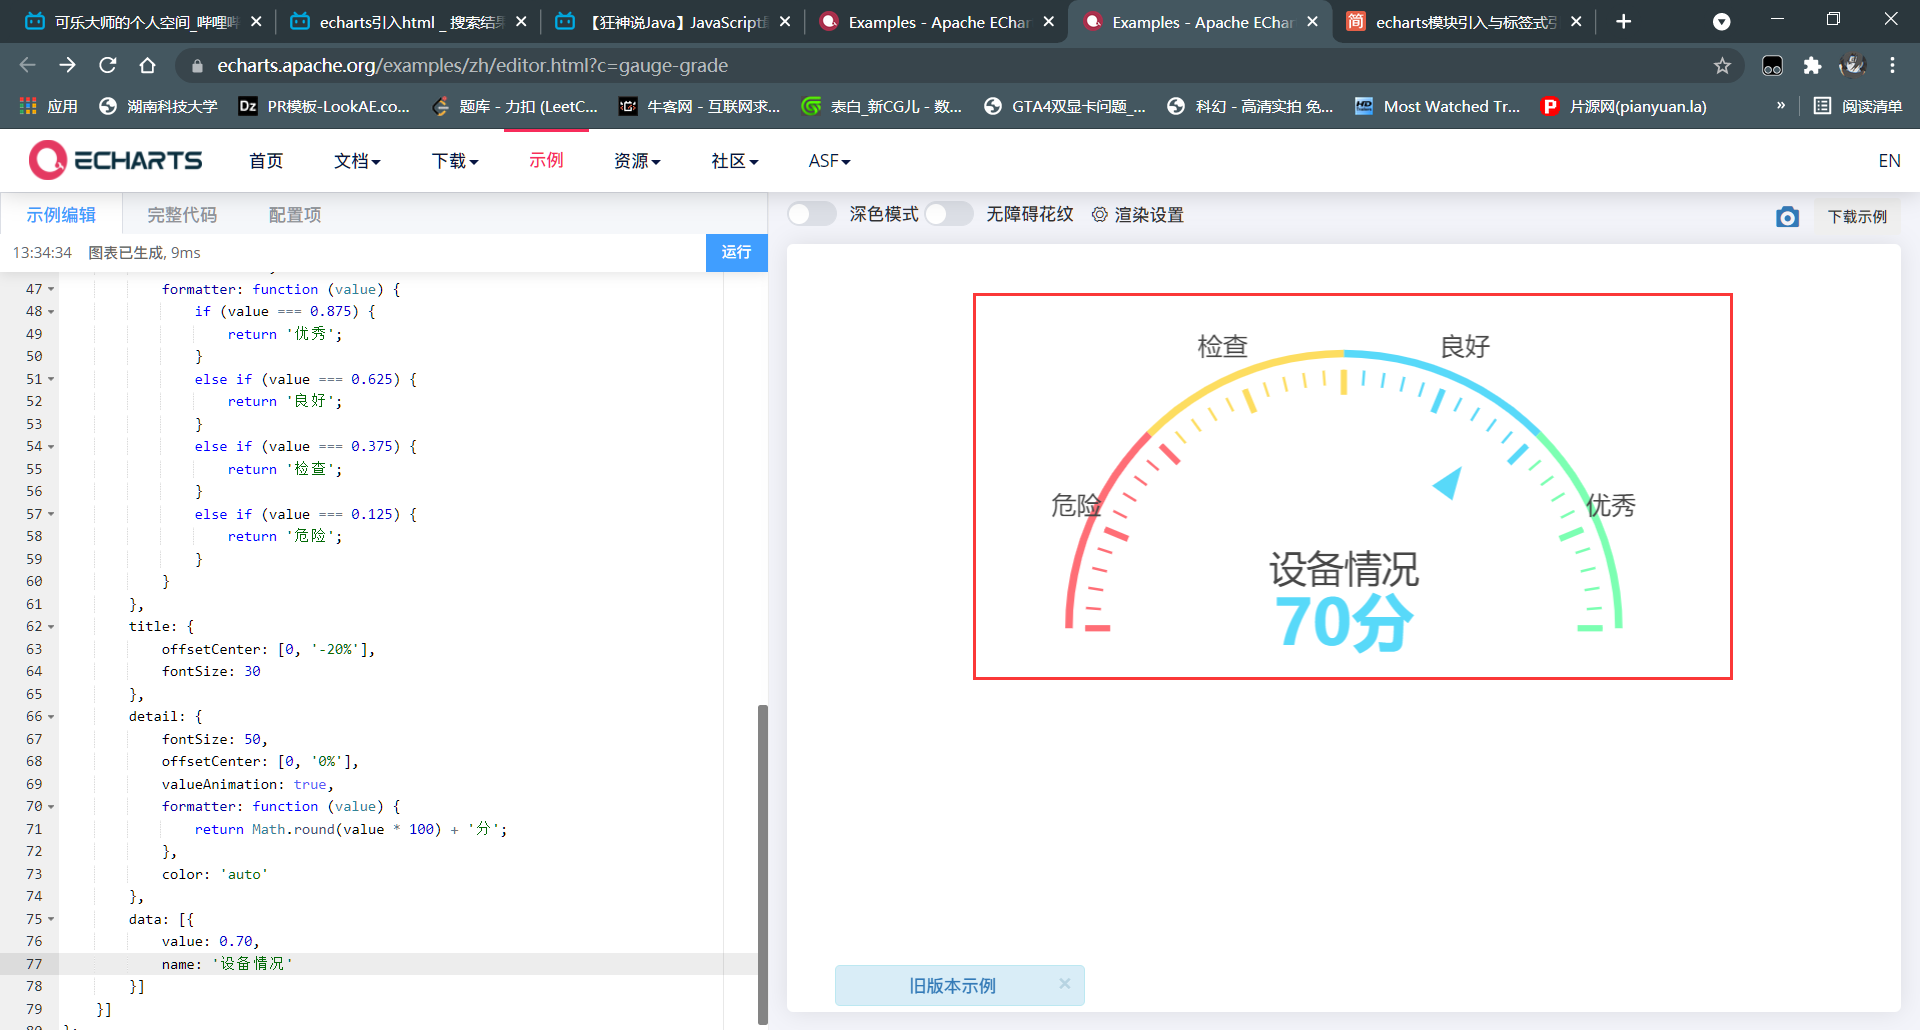 可乐大师的个人空间_哔哩哔
echarts引入html _ 搜索结果
【狂神说Java】JavaScript最
Examples - Apache EChar
Examples - Apache EChar
echarts模块引入与标签式引
echarts.apache.org/examples/zh/editor.html?c=gauge-grade
应用
湖南科技大学
PR模板-LookAE.co...
题库 - 力扣 (LeetC...
牛客网 - 互联网求...
表白_新CG儿 - 数...
GTA4双显卡问题_...
科幻 - 高清实拍 免...
Most Watched Tr...
片源网(pianyuan.la)
»
阅读清单
ECHARTS
首页
文档
下载
示例
资源
社区
ASF
EN
示例编辑
完整代码
配置项
13:34:34 图表已生成, 9ms
运行
47 formatter: function (value) {
48 if (value === 0.875) {
49 return '优秀';
50 }
51 else if (value === 0.625) {
52 return '良好';
53 }
54 else if (value === 0.375) {
55 return '检查';
56 }
57 else if (value === 0.125) {
58 return '危险';
59 }
60 }
61 },
62 title: {
63 offsetCenter: [0, '-20%'],
64 fontSize: 30
65 },
66 detail: {
67 fontSize: 50,
68 offsetCenter: [0, '0%'],
69 valueAnimation: true,
70 formatter: function (value) {
71 return Math.round(value * 100) + '分';
72 },
73 color: 'auto'
74 },
75 data: [{
76 value: 0.70,
77 name: '设备情况'
78 }]
79 }]
80 };
深色模式
无障碍花纹
渲染设置
下载示例
检查
良好
危险
优秀
设备情况
70分
旧版本示例